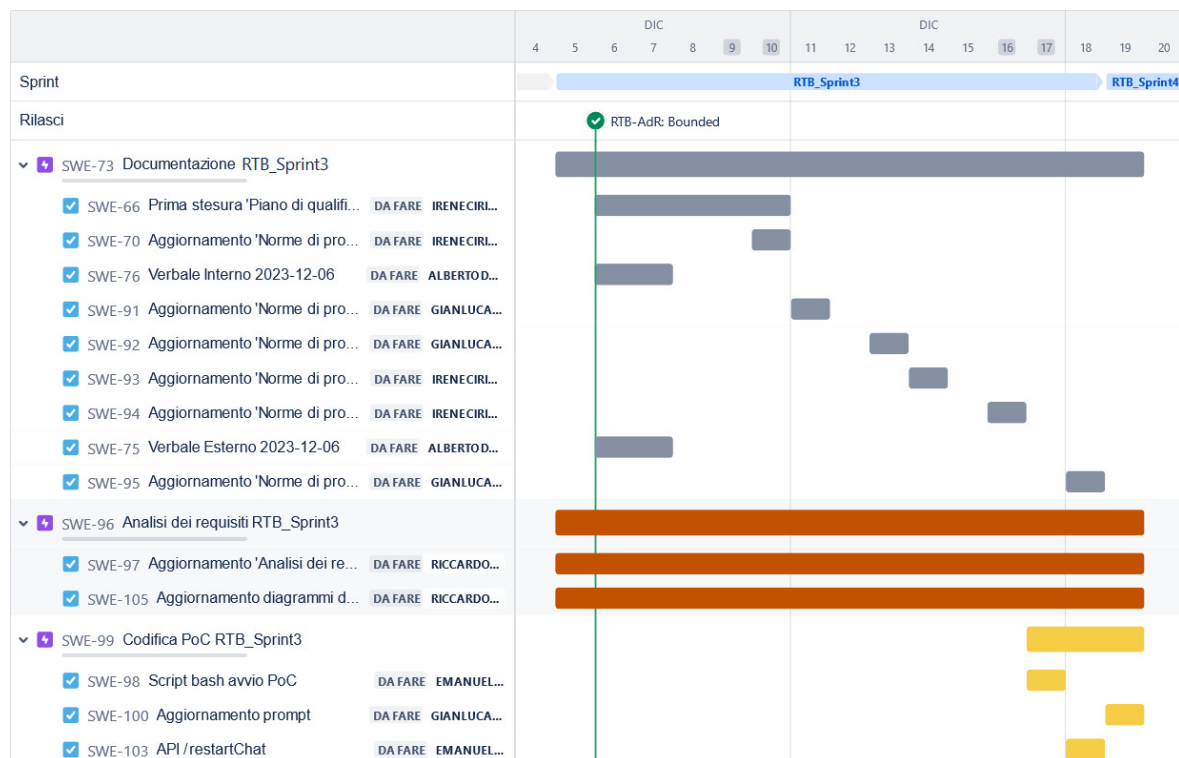 DIC DIC
4 5 6 7 8 9 10 11 12 13 14 15 16 17 18 19 20
Sprint RTB_Sprint3 RTB_Sprint4
Rilasci RTB-AdR: Bounded
SWE-73 Documentazione RTB_Sprint3
SWE-66 Prima stesura 'Piano di qualifi... DA FARE IRENECIRI...
SWE-70 Aggiornamento 'Norme di pro... DA FARE IRENECIRI...
SWE-76 Verbale Interno 2023-12-06 DA FARE ALBERTO D...
SWE-91 Aggiornamento 'Norme di pro... DA FARE GIANLUCA...
SWE-92 Aggiornamento 'Norme di pro... DA FARE GIANLUCA...
SWE-93 Aggiornamento 'Norme di pro... DA FARE IRENECIRI...
SWE-94 Aggiornamento 'Norme di pro... DA FARE IRENECIRI...
SWE-75 Verbale Esterno 2023-12-06 DA FARE ALBERTO D...
SWE-95 Aggiornamento 'Norme di pro... DA FARE GIANLUCA...
SWE-96 Analisi dei requisiti RTB_Sprint3
SWE-97 Aggiornamento 'Analisi dei re... DA FARE RICCARDO...
SWE-105 Aggiornamento diagrammi d... DA FARE RICCARDO...
SWE-99 Codifica PoC RTB_Sprint3
SWE-98 Script bash avvio PoC DA FARE EMANUEL...
SWE-100 Aggiornamento prompt DA FARE GIANLUCA...
SWE-103 API /restartChat DA FARE EMANUEL...